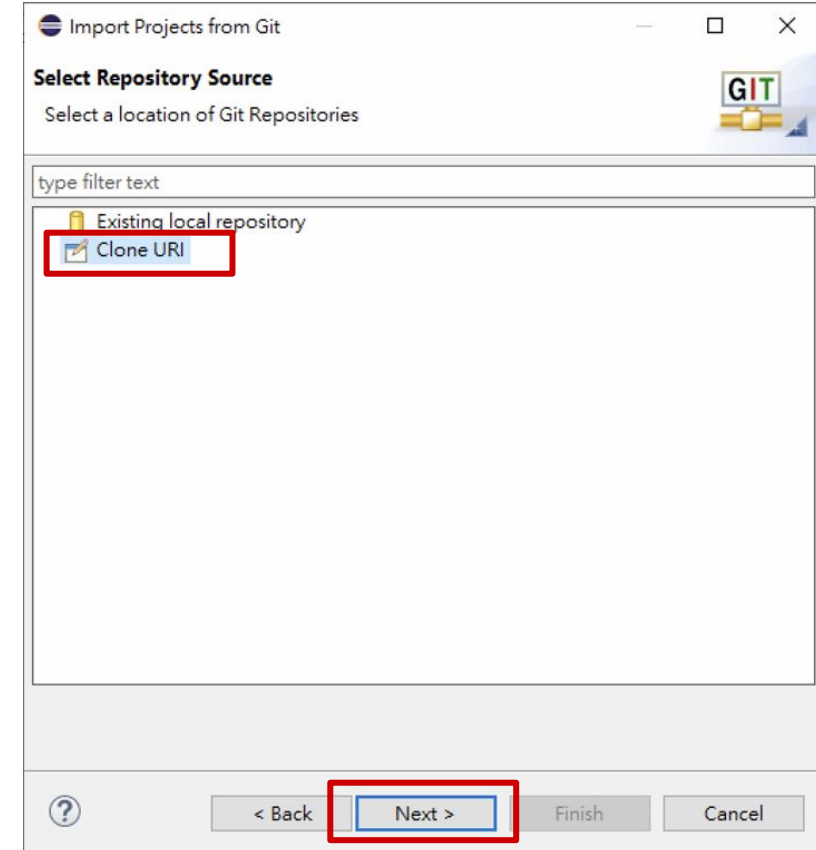 Import Projects from Git
Select Repository Source
Select a location of Git Repositories
GIT
type filter text
Existing local repository
Clone URI
?
< Back
Next >
Finish
Cancel